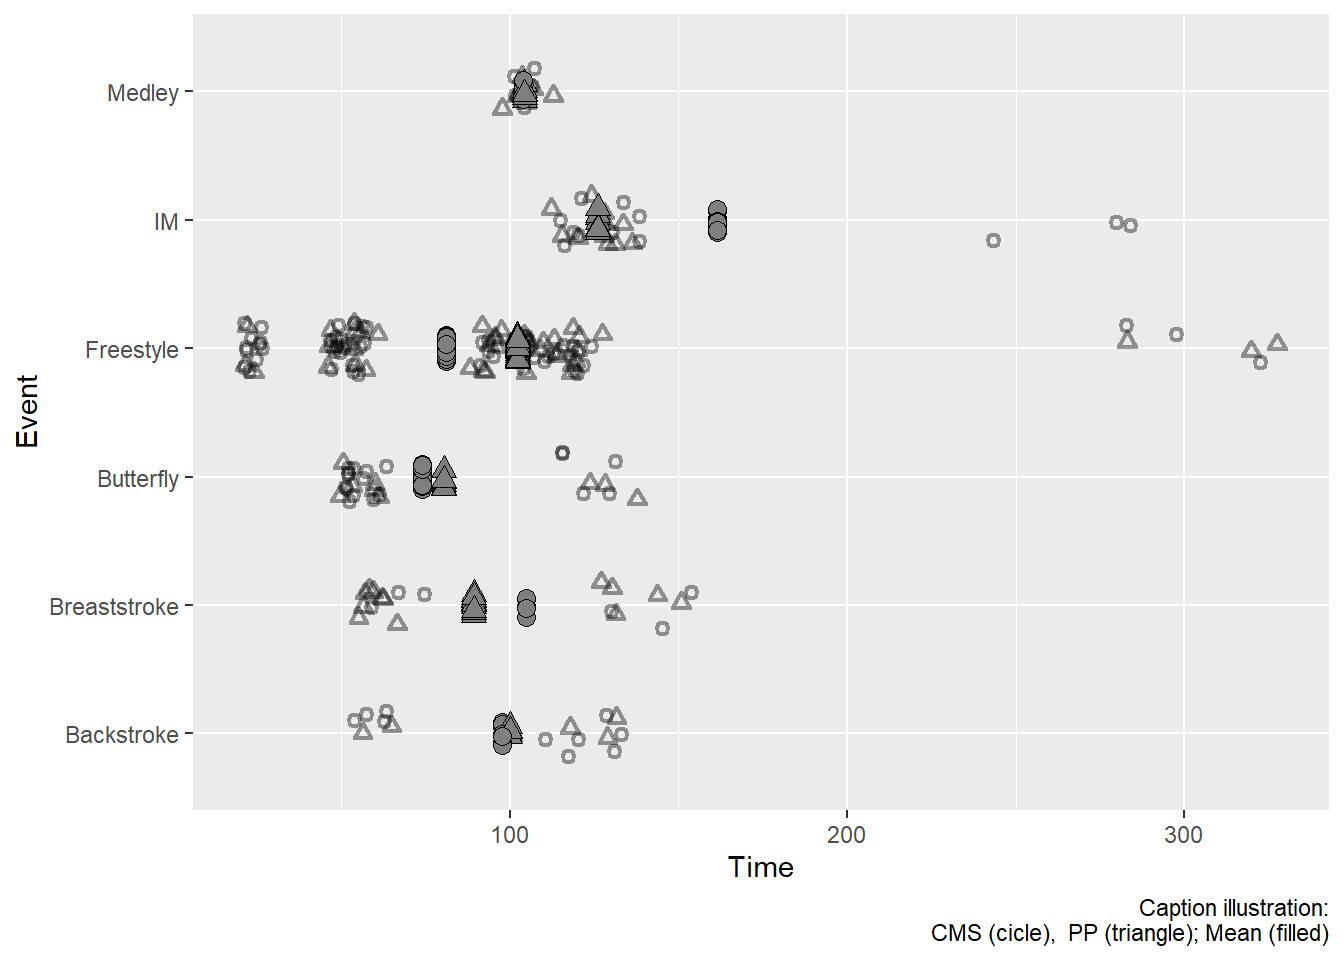 Medley
IM
Freestyle
Butterfly
Breaststroke
Backstroke
Event
100
200
300
Time
Caption illustration:
CMS (cicle),  PP (triangle); Mean (filled)